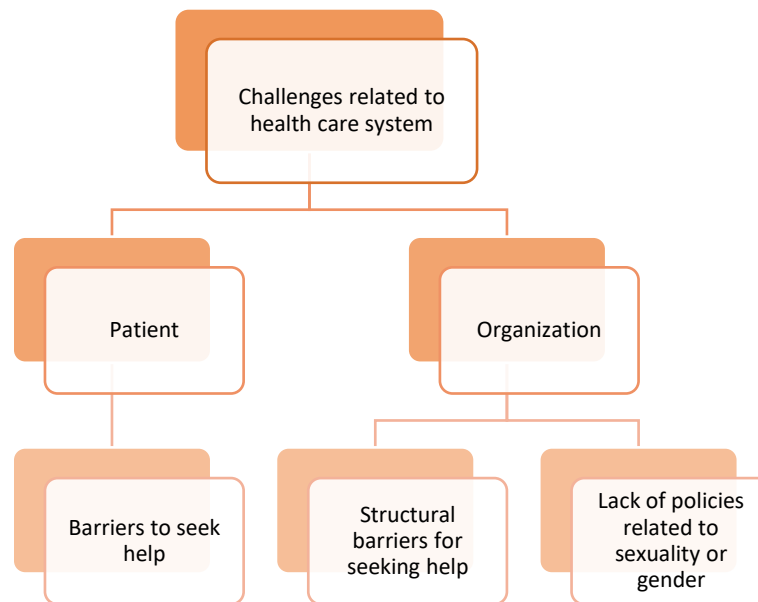 Challenges related to
health care system
Patient
Organization
Barriers to seek
help
Structural
barriers for
seeking help
Lack of policies
related to
sexuality or
gender